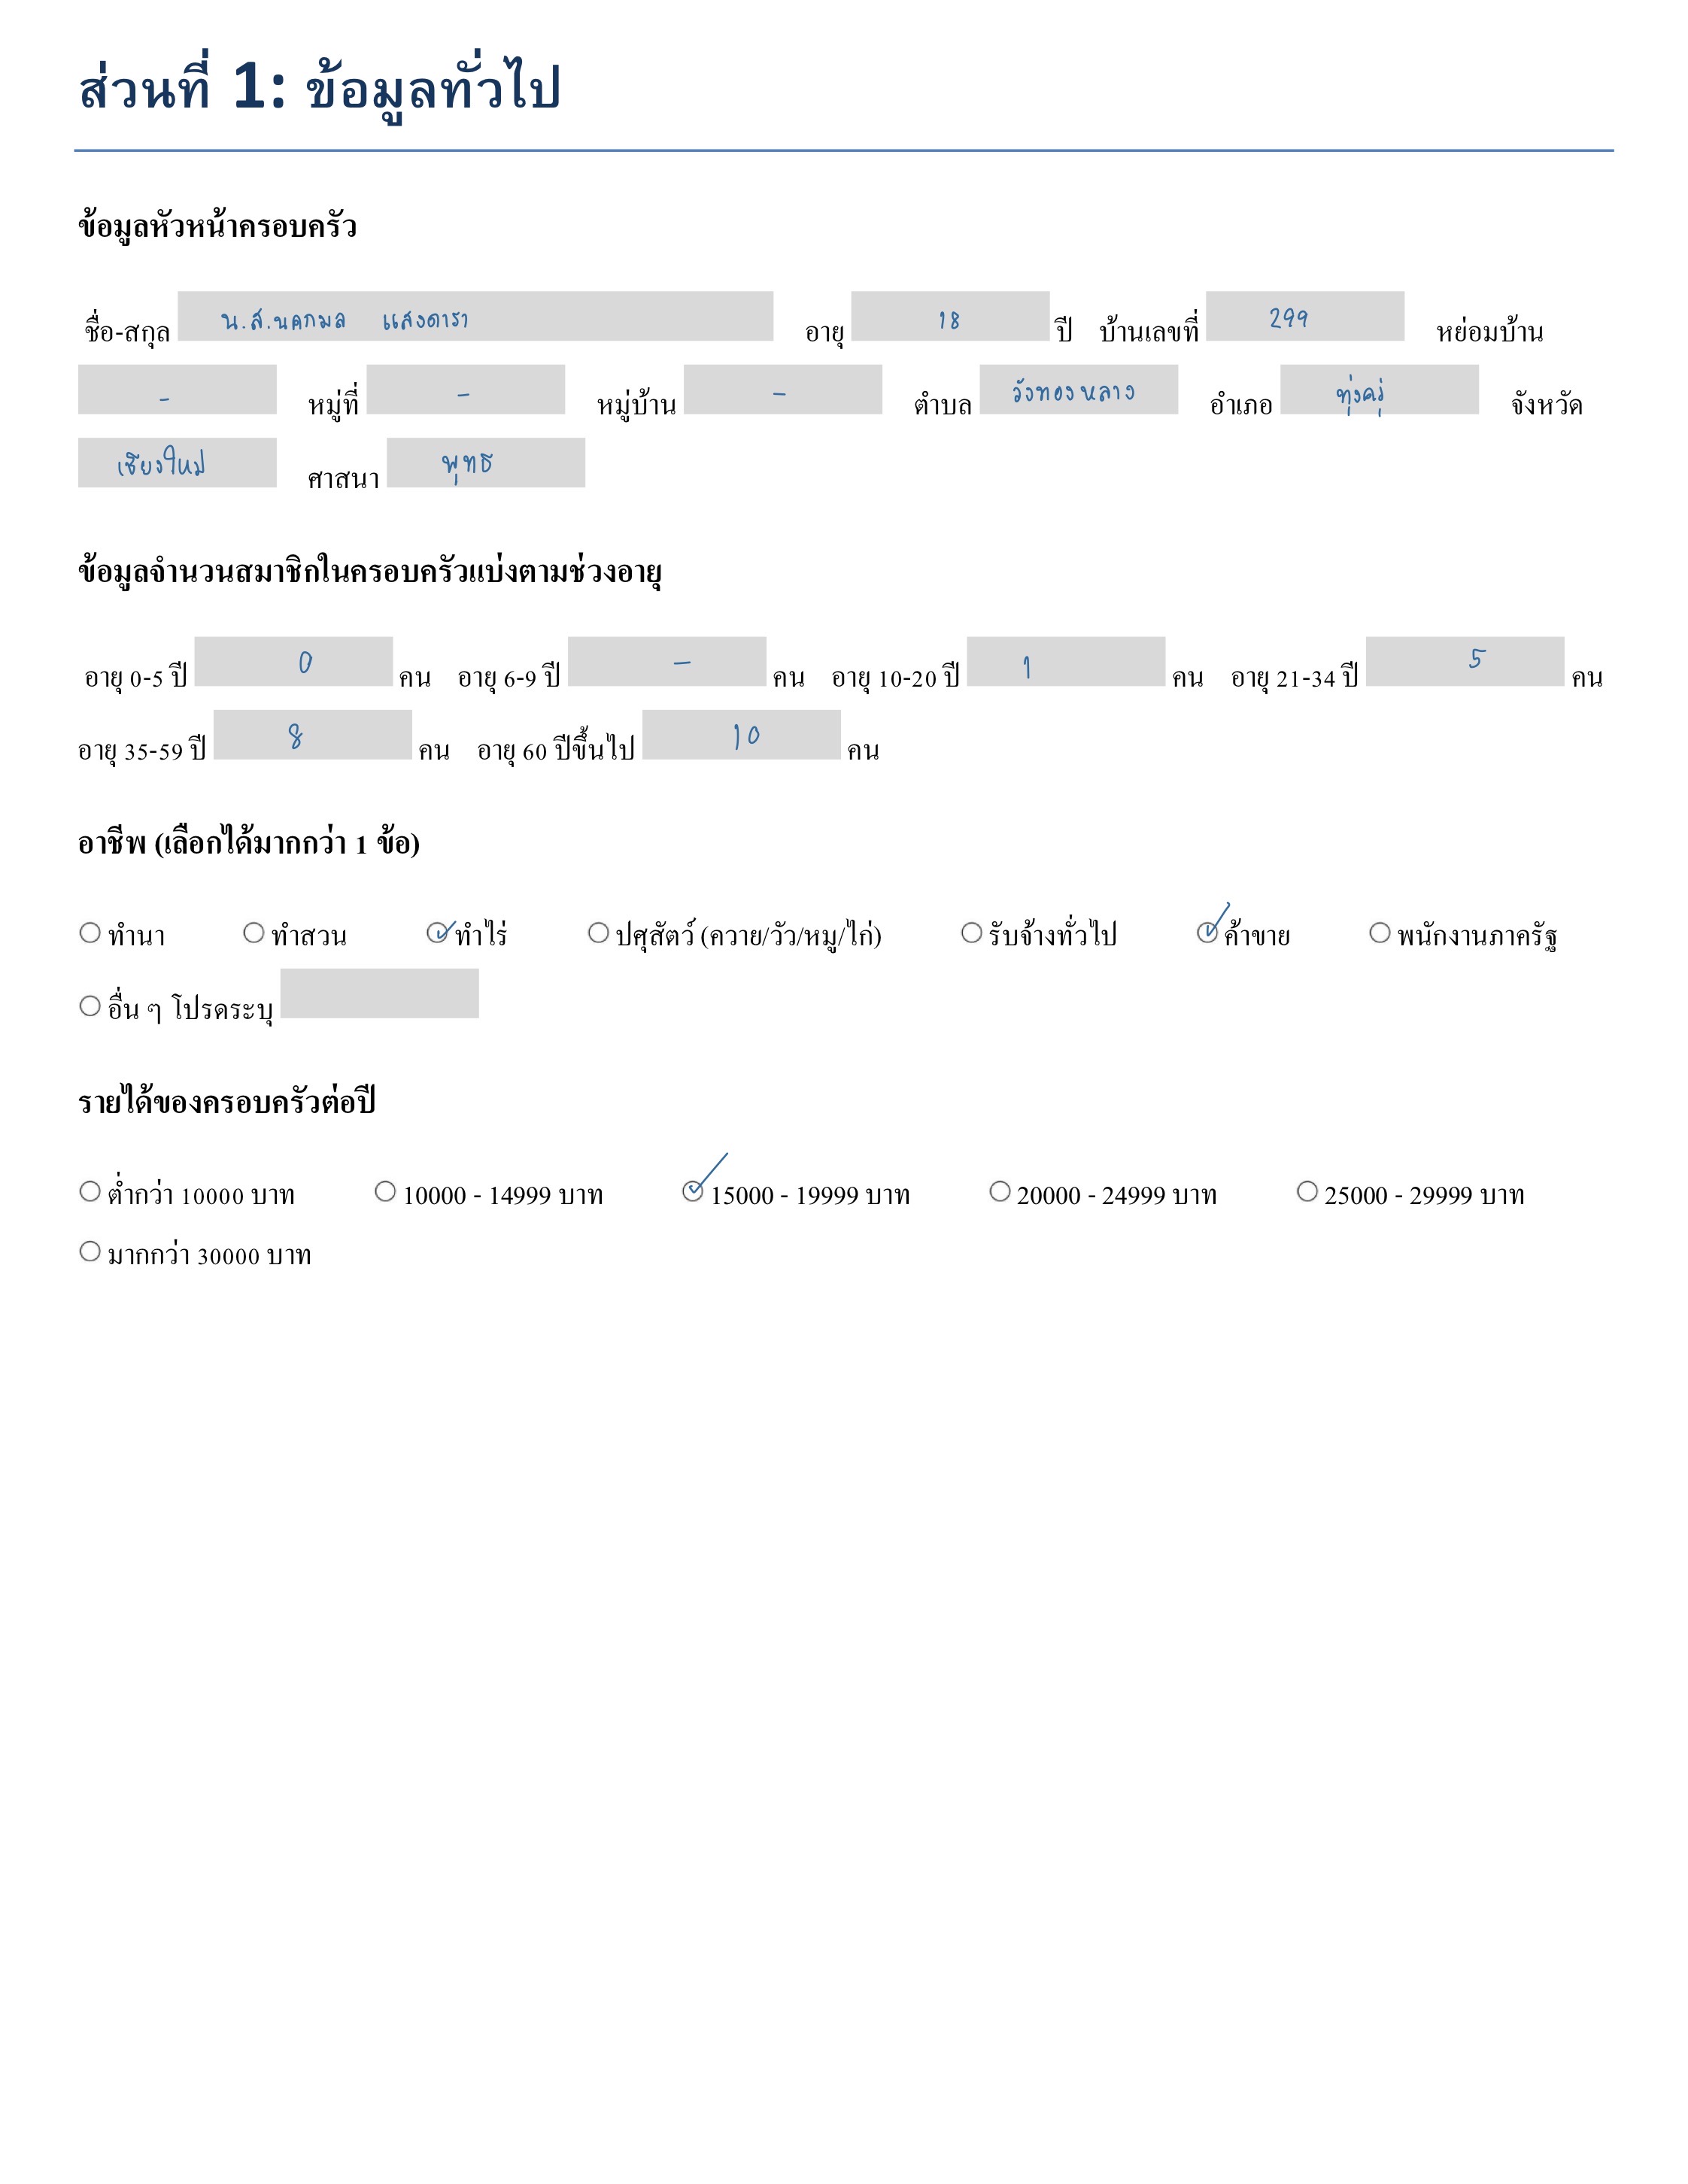 ส่วนที่ 1: ข้อมูลทั่วไป
ข้อมูลหัวหน้าครอบครัว
ชื่อ-สกุล น.ส.นคกมล แสงดารา อายุ 18 ปี บ้านเลขที่ 299 หย่อมบ้าน
- หมู่ที่ - หมู่บ้าน - ตำบล วังทองหลาง อำเภอ ทุ่งครุ จังหวัด
เชียงใหม่ ศาสนา พุทธ
ข้อมูลจำนวนสมาชิกในครอบครัวแบ่งตามช่วงอายุ
อายุ 0-5 ปี 0 คน อายุ 6-9 ปี - คน อายุ 10-20 ปี 1 คน อายุ 21-34 ปี 5 คน
อายุ 35-59 ปี 8 คน อายุ 60 ปีขึ้นไป 10 คน
อาชีพ (เลือกได้มากกว่า 1 ข้อ)
ทำนา ทำสวน ทำไร่ ปศุสัตว์ (ควาย/วัว/หมู/ไก่) รับจ้างทั่วไป ค้าขาย พนักงานภาครัฐ
อื่น ๆ โปรดระบุ
รายได้ของครอบครัวต่อปี
ต่ำกว่า 10000 บาท 10000 - 14999 บาท 15000 - 19999 บาท 20000 - 24999 บาท 25000 - 29999 บาท
มากกว่า 30000 บาท